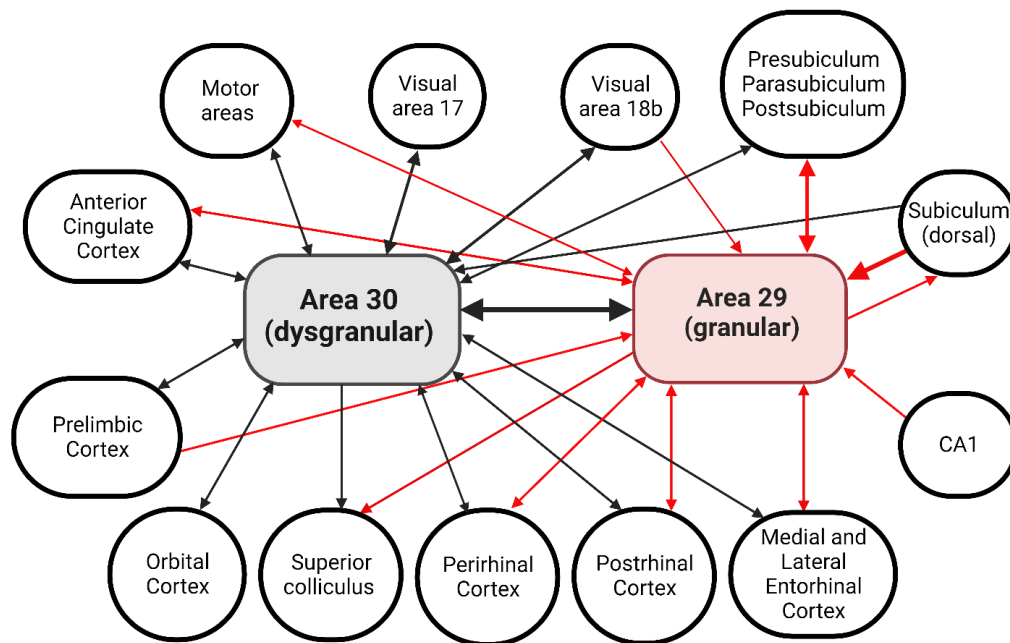 Motor
areas
Visual
area 17
Visual
area 18b
Presubiculum
Parasubiculum
Postsubiculum
Anterior
Cingulate
Cortex
Subiculum
(dorsal)
Area 30
(dysgranular)
Area 29
(granular)
Prelimbic
Cortex
CA1
Orbital
Cortex
Superior
colliculus
Perirhinal
Cortex
Postrhinal
Cortex
Medial and
Lateral
Entorhinal
Cortex